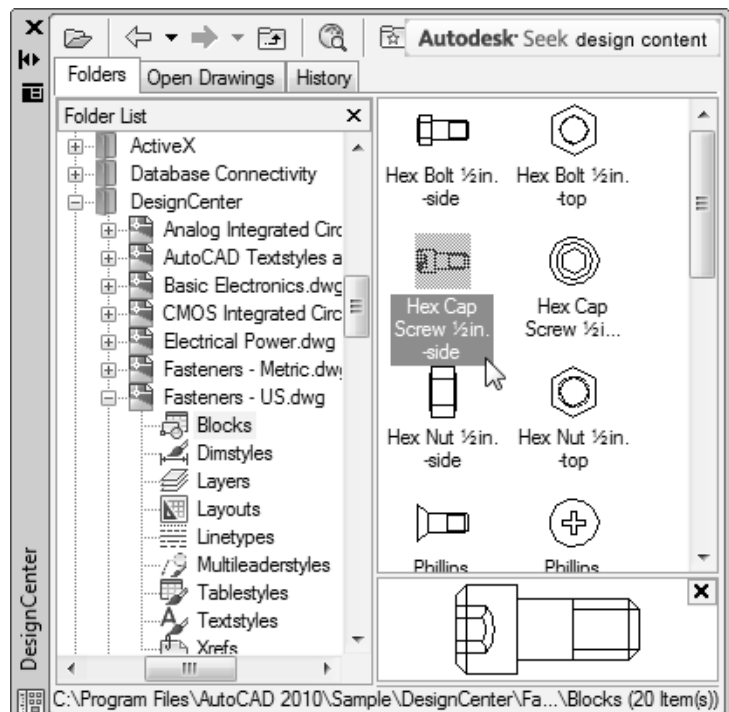 Autodesk® Seek design content
Folders
Open Drawings
History
Folder List
ActiveX
Database Connectivity
DesignCenter
Analog Integrated Circ
AutoCAD Textstyles a
Basic Electronics.dwg
CMOS Integrated Circ
Electrical Power.dwg
Fasteners - Metric.dw
Fasteners - US.dwg
Blocks
Dimstyles
Layers
Layouts
Linetypes
Multileaderstyles
Tablestyles
Textstyles
Xrefs
Hex Bolt ½in.
-side
Hex Bolt ½in.
-top
Hex Cap
Screw ½in.
-side
Hex Cap
Screw ½i...
Hex Nut ½in.
-side
Hex Nut ½in.
-top
Phillips
Phillips
DesignCenter
C:\Program Files\AutoCAD 2010\Sample\DesignCenter\Fa...\Blocks (20 Item(s))